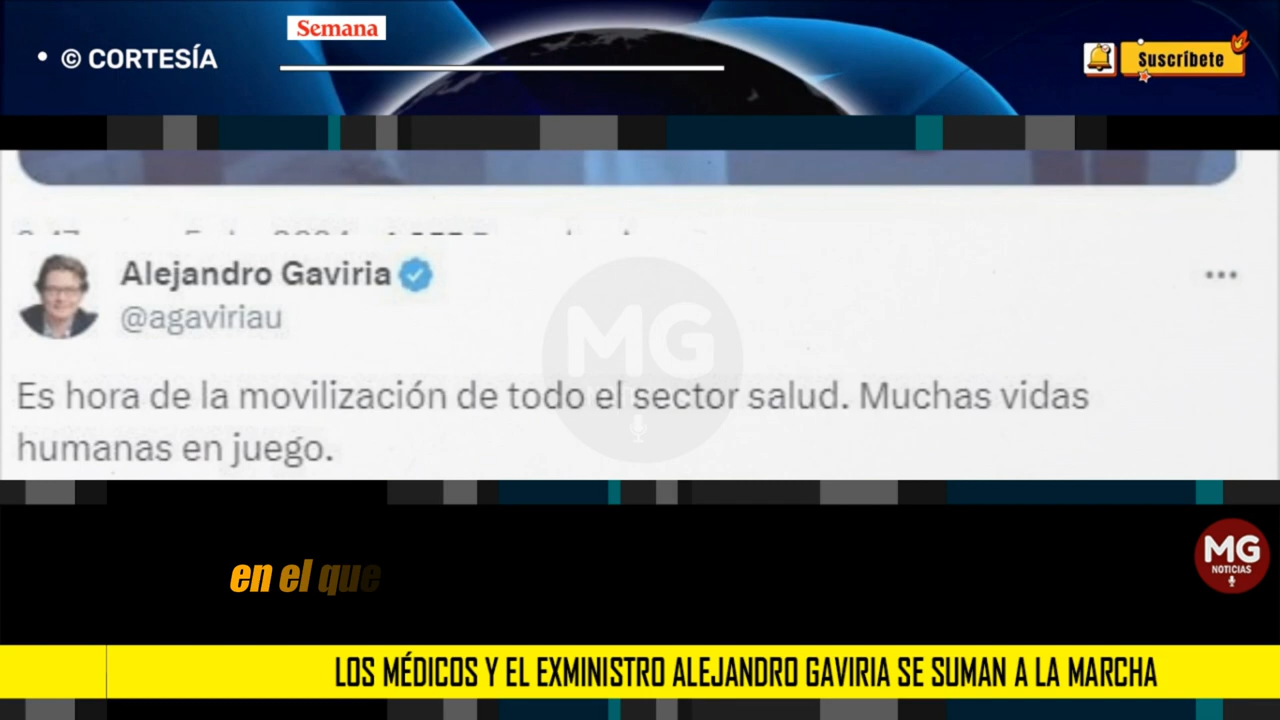 Semana
• © CORTESÍA
Suscríbete
Alejandro Gaviria
@agaviriau
MG
Es hora de la movilización de todo el sector salud. Muchas vidas
humanas en juego.
en el que
MG
NOTICIAS
LOS MÉDICOS Y EL EXMINISTRO ALEJANDRO GAVIRIA SE SUMAN A LA MARCHA